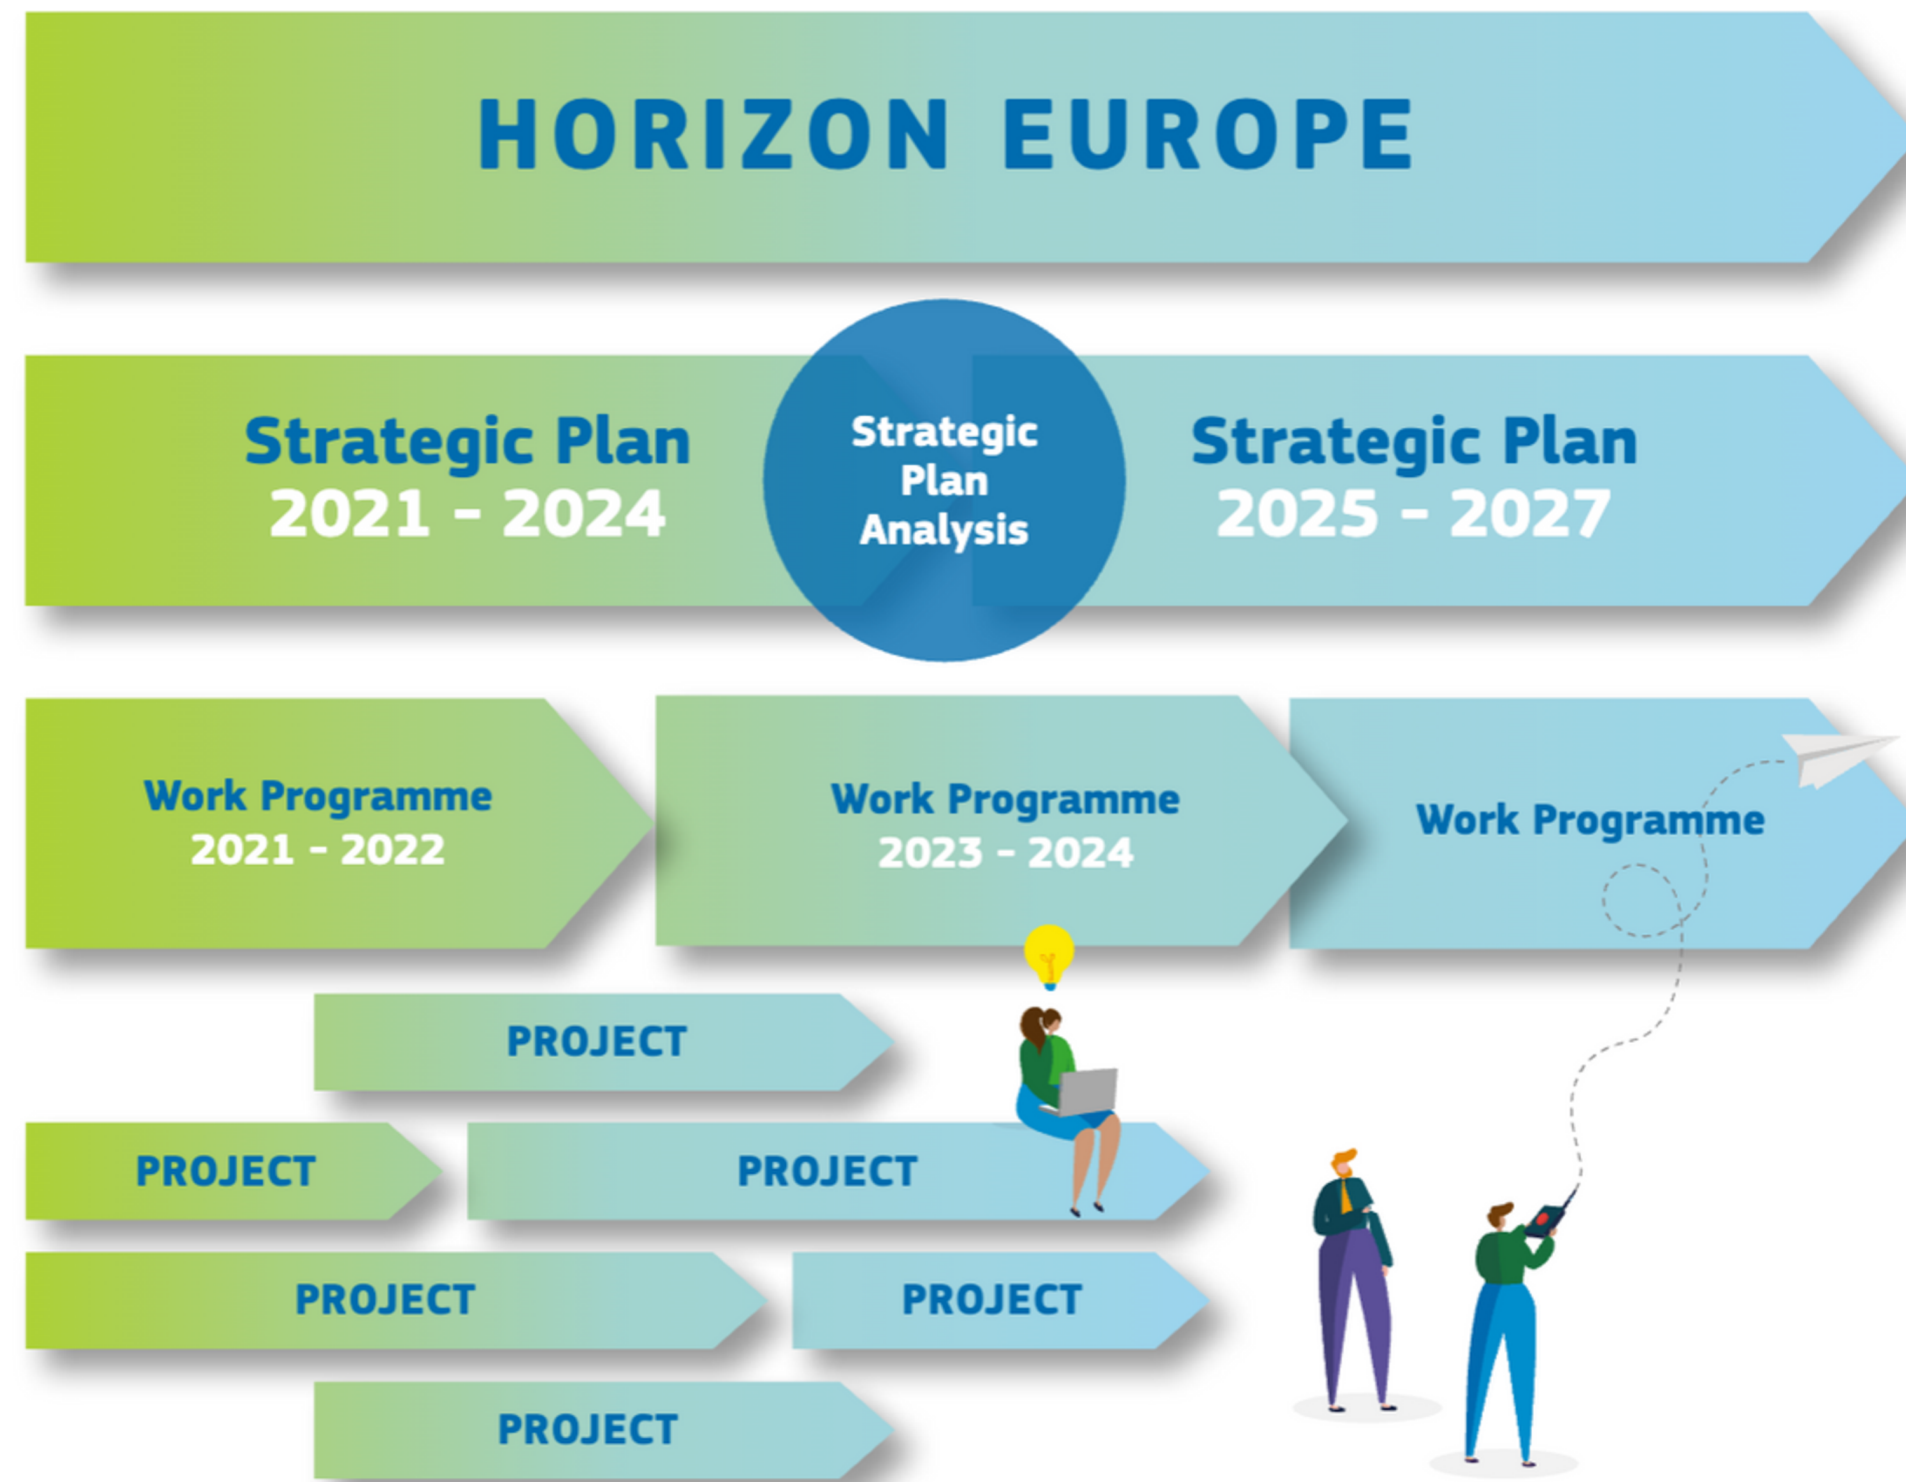 HORIZON EUROPE
Strategic Plan
2021 - 2024
Strategic
Plan
Analysis
Strategic Plan
2025 - 2027
Work Programme
2021 - 2022
Work Programme
2023 - 2024
Work Programme
PROJECT
PROJECT
PROJECT
PROJECT
PROJECT
PROJECT